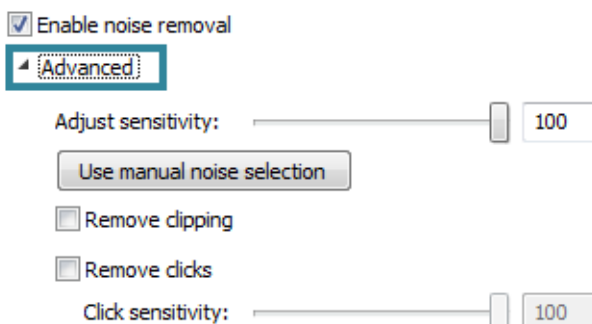 Enable noise removal
Advanced
Adjust sensitivity: 100
Use manual noise selection
Remove clipping
Remove clicks
Click sensitivity: 100